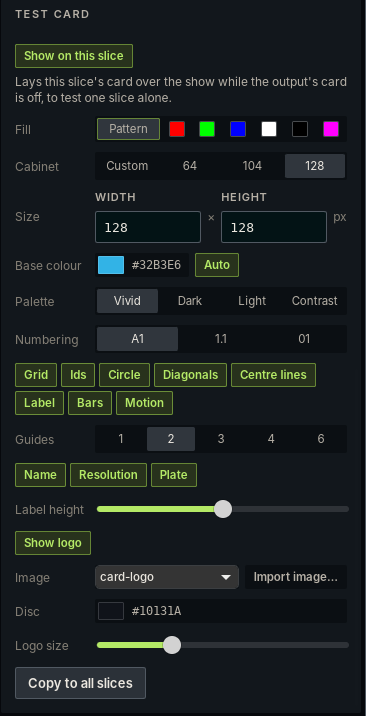 TEST CARD
Show on this slice
Lays this slice's card over the show while the output's card
is off, to test one slice alone.
Fill Pattern
Cabinet Custom 64 104 128
WIDTH HEIGHT
Size 128 × 128 px
Base colour #32B3E6 Auto
Palette Vivid Dark Light Contrast
Numbering A1 1.1 01
Grid Ids Circle Diagonals Centre lines
Label Bars Motion
Guides 1 2 3 4 6
Name Resolution Plate
Label height
Show logo
Image card-logo Import image...
Disc #10131A
Logo size
Copy to all slices